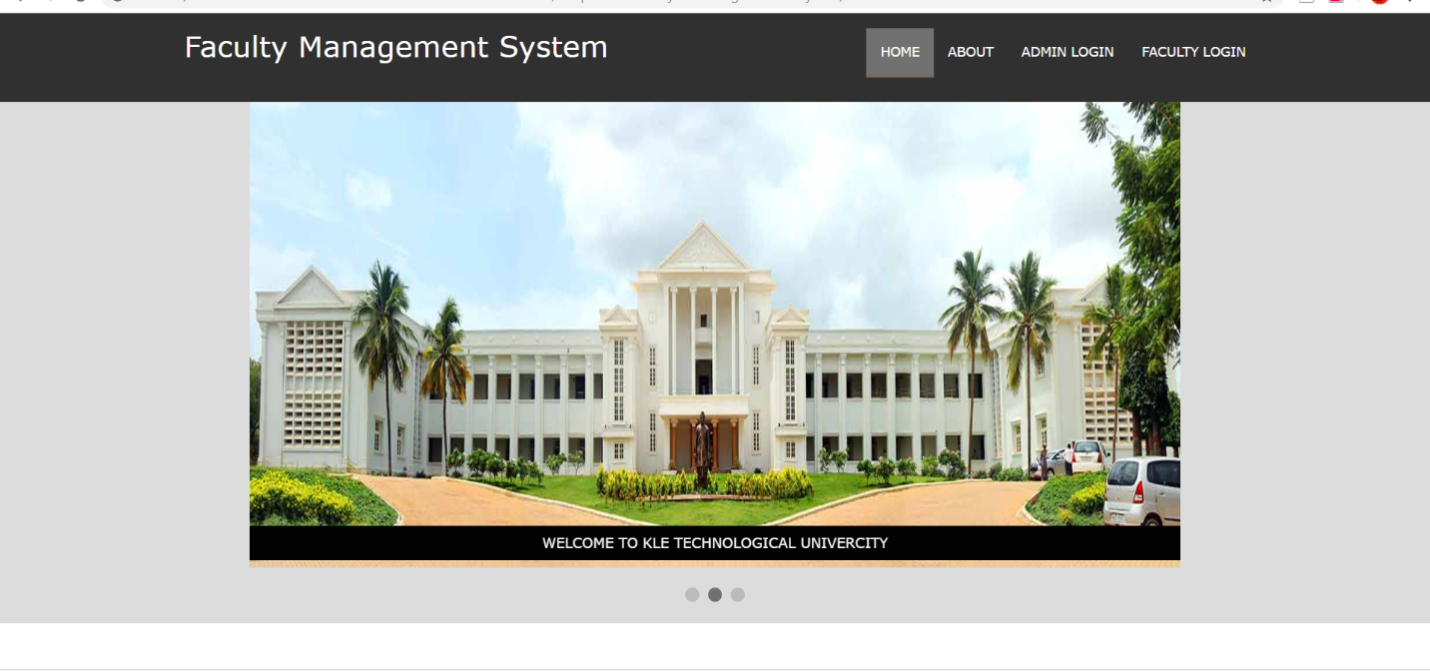 Faculty Management System
HOME ABOUT ADMIN LOGIN FACULTY LOGIN
WELCOME TO KLE TECHNOLOGICAL UNIVERCITY